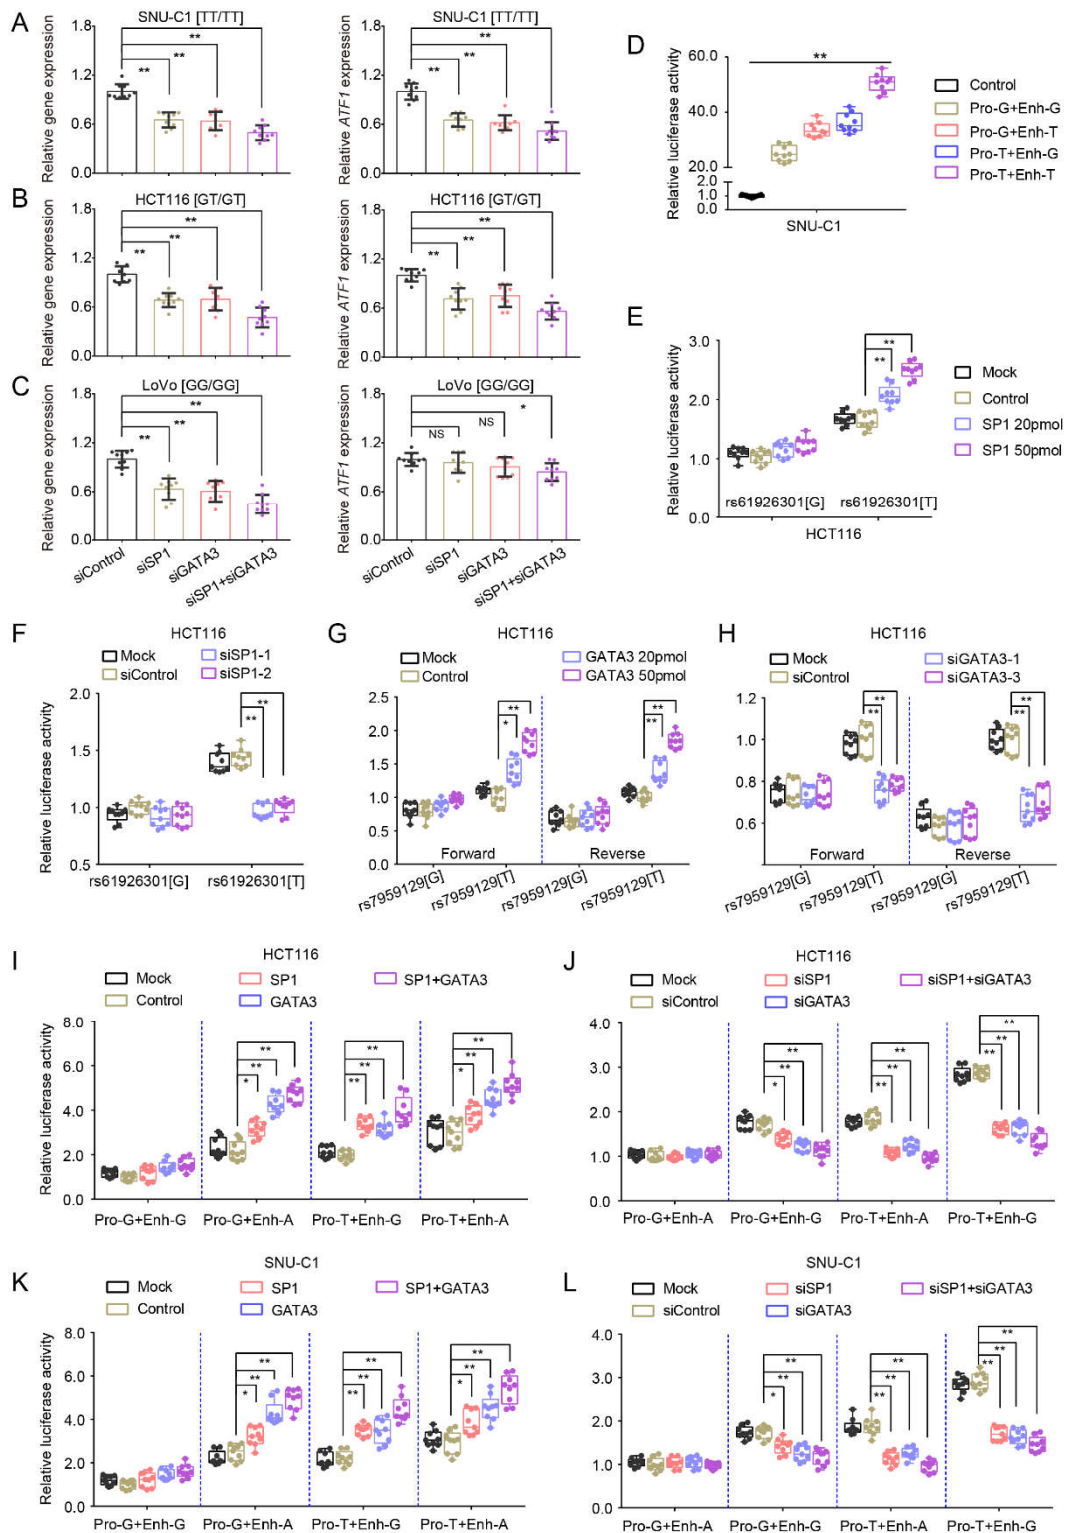 A
SNU-C1 [TT/TT]
Relative gene expression
1.8
1.2
0.6
0.0
**
**
**
SNU-C1 [TT/TT]
Relative ATF1 expression
1.8
1.2
0.6
0.0
**
**
**
B
HCT116 [GT/GT]
Relative gene expression
1.8
1.2
0.6
0.0
**
**
**
HCT116 [GT/GT]
Relative ATF1 expression
1.8
1.2
0.6
0.0
**
**
**
C
LoVo [GG/GG]
Relative gene expression
1.8
1.2
0.6
0.0
**
**
**
siControl
siSP1
siGATA3
siSP1+siGATA3
LoVo [GG/GG]
Relative ATF1 expression
1.8
1.2
0.6
0.0
*
NS
NS
siControl
siSP1
siGATA3
siSP1+siGATA3
D
Relative luciferase activity
60.0
40.0
20.0
2.0
1.0
0.0
**
SNU-C1
Control
Pro-G+Enh-G
Pro-G+Enh-T
Pro-T+Enh-G
Pro-T+Enh-T
E
Relative luciferase activity
3.0
2.0
1.0
0.0
**
**
rs61926301[G]
rs61926301[T]
HCT116
Mock
Control
SP1 20pmol
SP1 50pmol
F
HCT116
Mock
siControl
siSP1-1
siSP1-2
Relative luciferase activity
2.0
1.5
1.0
0.5
**
**
rs61926301[G]
rs61926301[T]
G
HCT116
Mock
Control
GATA3 20pmol
GATA3 50pmol
Relative luciferase activity
2.5
2.0
1.5
1.0
0.5
0.0
**
*
**
**
Forward
Reverse
rs7959129[G]
rs7959129[T]
rs7959129[G]
rs7959129[T]
H
HCT116
Mock
siControl
siGATA3-1
siGATA3-3
Relative luciferase activity
1.2
1.0
0.8
0.6
**
**
**
**
Forward
Reverse
rs7959129[G]
rs7959129[T]
rs7959129[G]
rs7959129[T]
I
HCT116
Mock
Control
SP1
GATA3
SP1+GATA3
Relative luciferase activity
8.0
6.0
4.0
2.0
0.0
**
**
*
**
**
**
**
**
*
Pro-G+Enh-G
Pro-G+Enh-A
Pro-T+Enh-G
Pro-T+Enh-A
J
HCT116
Mock
siControl
siSP1
siGATA3
siSP1+siGATA3
Relative luciferase activity
4.0
3.0
2.0
1.0
0.0
**
**
*
**
**
**
**
**
**
Pro-G+Enh-A
Pro-G+Enh-G
Pro-T+Enh-A
Pro-T+Enh-G
K
SNU-C1
Mock
Control
SP1
GATA3
SP1+GATA3
Relative luciferase activity
8.0
6.0
4.0
2.0
0.0
**
**
*
**
**
**
**
**
*
Pro-G+Enh-G
Pro-G+Enh-A
Pro-T+Enh-G
Pro-T+Enh-A
L
SNU-C1
Mock
siControl
siSP1
siGATA3
siSP1+siGATA3
Relative luciferase activity
4.0
3.0
2.0
1.0
0.0
**
**
*
**
**
**
**
**
**
Pro-G+Enh-A
Pro-G+Enh-G
Pro-T+Enh-A
Pro-T+Enh-G